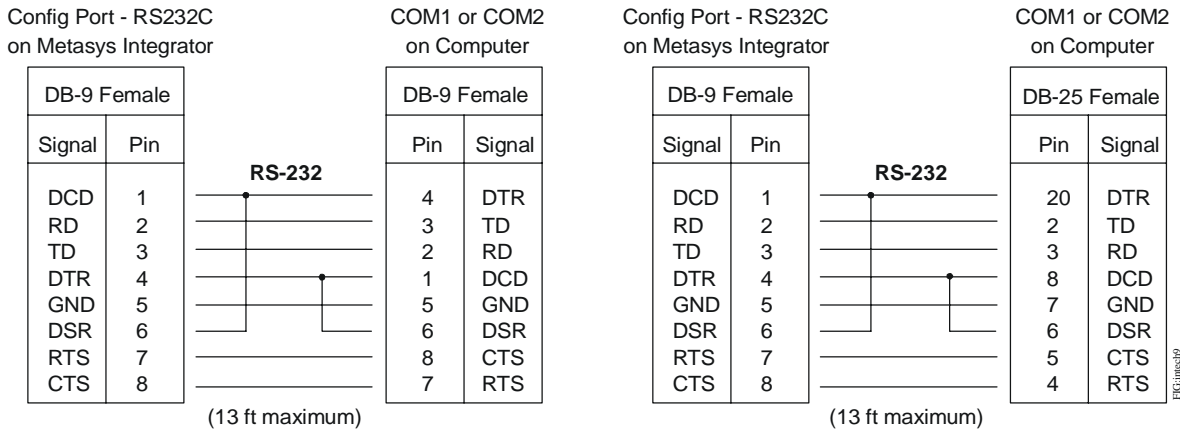 Config Port - RS232C
on Metasys Integrator
COM1 or COM2
on Computer
DB-9 Female
DB-9 Female
Signal Pin
Pin Signal
RS-232
DCD 1 4 DTR
RD 2 3 TD
TD 3 2 RD
DTR 4 1 DCD
GND 5 5 GND
DSR 6 6 DSR
RTS 7 8 CTS
CTS 8 7 RTS
(13 ft maximum)
Config Port - RS232C
on Metasys Integrator
COM1 or COM2
on Computer
DB-9 Female
DB-25 Female
Signal Pin
Pin Signal
RS-232
DCD 1 20 DTR
RD 2 2 TD
TD 3 3 RD
DTR 4 8 DCD
GND 5 7 GND
DSR 6 6 DSR
RTS 7 5 CTS
CTS 8 4 RTS
(13 ft maximum)
FIG:intech9